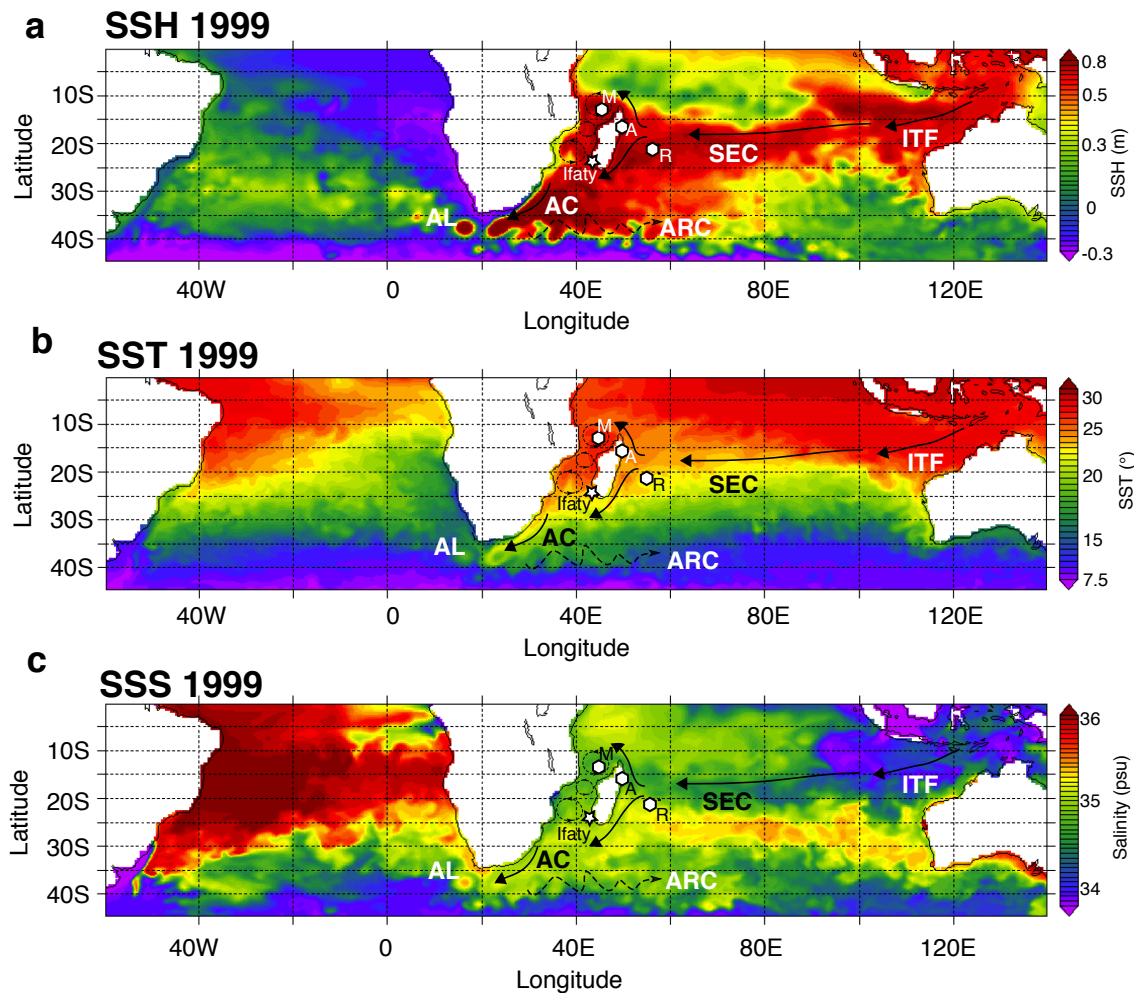 a
SSH 1999
10S
20S
30S
40S
Latitude
M
A
R
Ifaty
SEC
ITF
AC
AL
ARC
40W
0
40E
80E
120E
Longitude
0.8
0.5
0.3
0
-0.3
SSH (m)
b
SST 1999
10S
20S
30S
40S
Latitude
M
A
R
Ifaty
SEC
ITF
AC
AL
ARC
40W
0
40E
80E
120E
Longitude
30
25
20
15
7.5
SST (°)
c
SSS 1999
10S
20S
30S
40S
Latitude
M
A
R
Ifaty
SEC
ITF
AC
AL
ARC
40W
0
40E
80E
120E
Longitude
36
35
34
Salinity (psu)